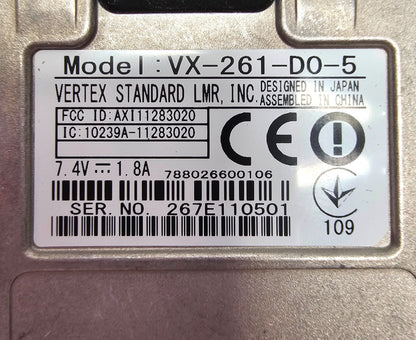 Model:VX-261-D0-5
VERTEX STANDARD LMR, INC.
DESIGNED IN JAPAN
ASSEMBLED IN CHINA
FCC ID:AXI11283020
IC:10239A-11283020
CE
7.4V⎓1.8A
788026600106
SER.NO. 267E110501
109